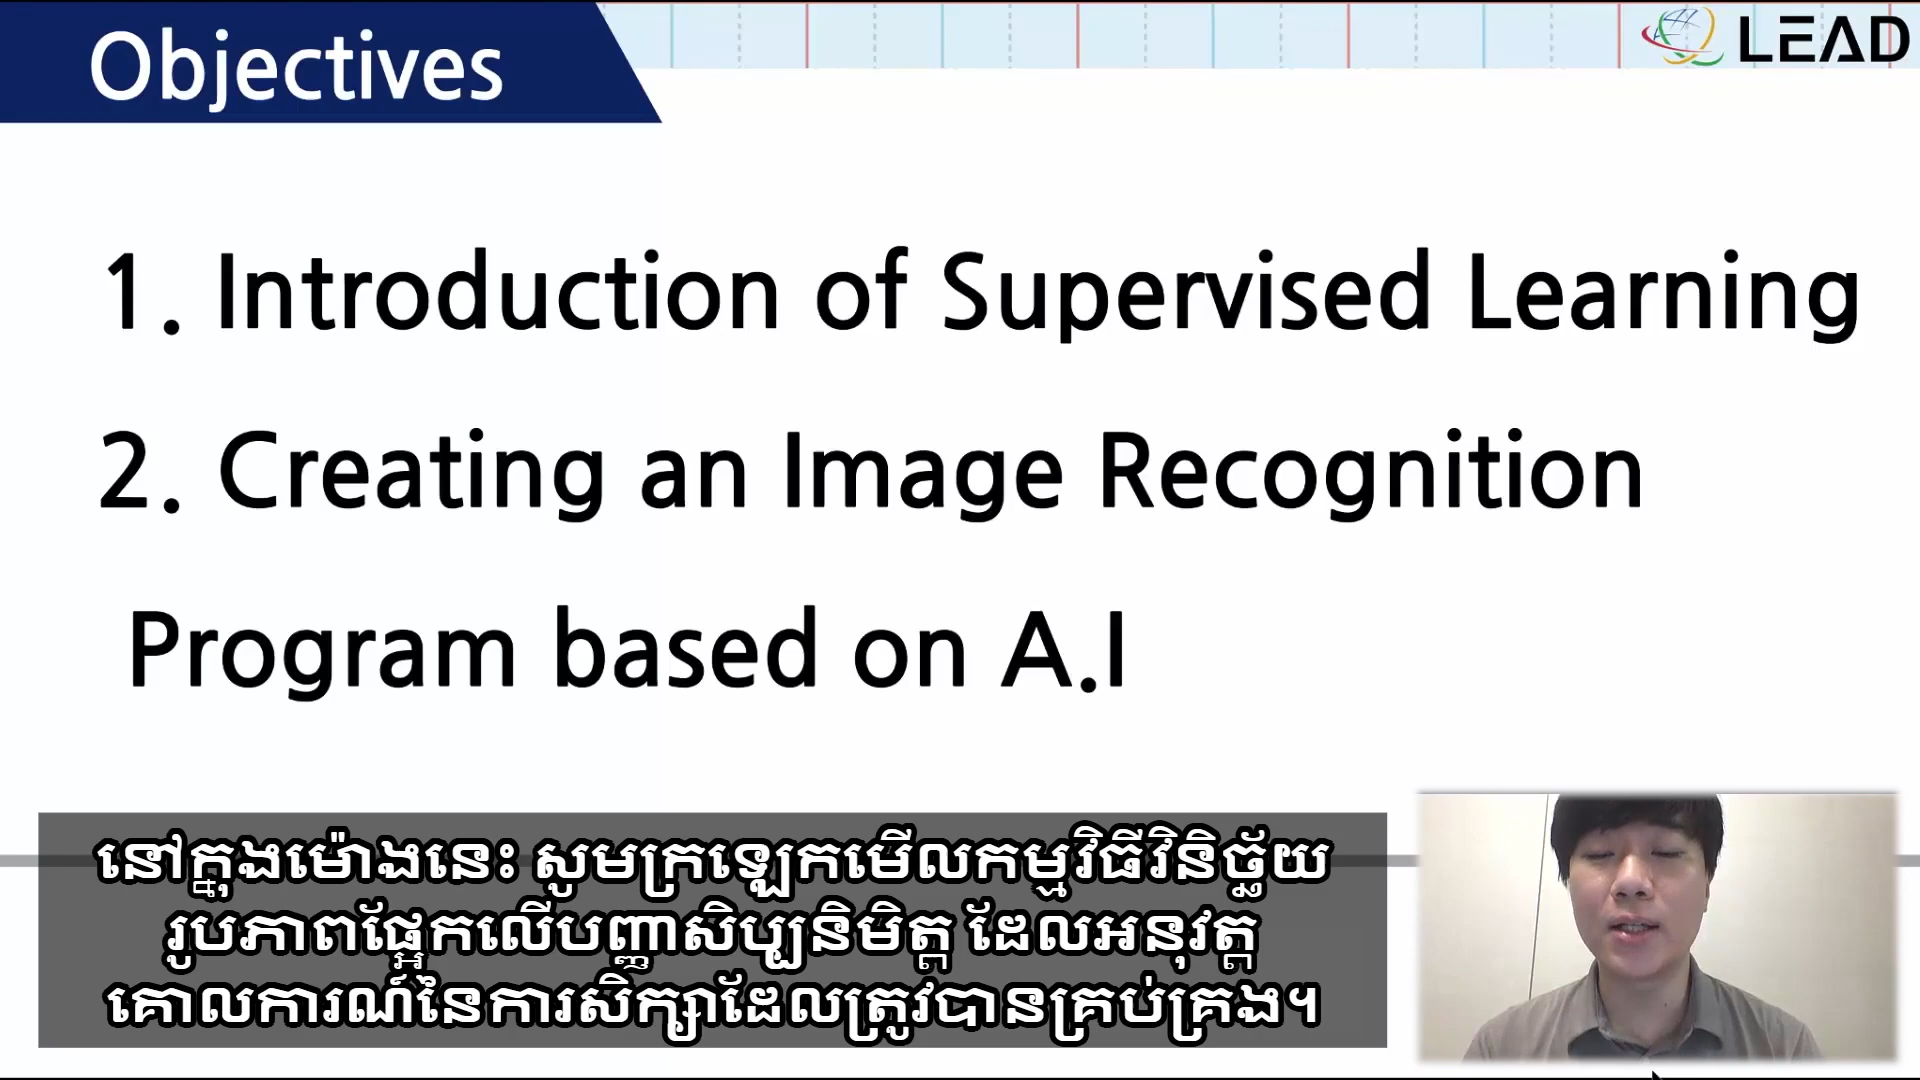 Objectives
LEAD
1. Introduction of Supervised Learning
2. Creating an Image Recognition
Program based on A.I
នៅក្នុងម៉ោងនេះ សូមក្រឡេកមើលកម្មវិធីវិនិច្ឆ័យ
រូបភាពផ្អែកលើបញ្ញាសិប្បនិមិត្ត ដែលអនុវត្ត
គោលការណ៍នៃការសិក្សាដែលត្រូវបានគ្រប់គ្រង។